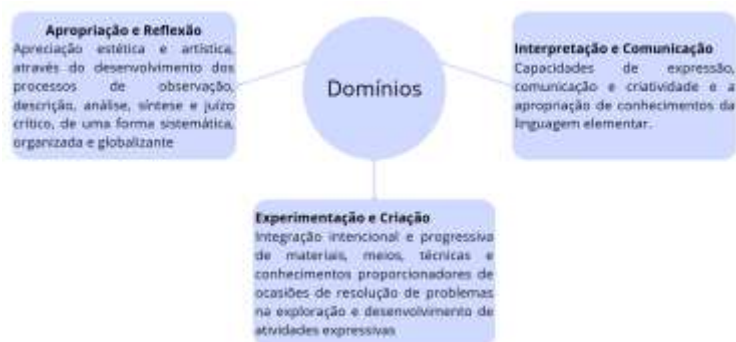 Apropriação e Reflexão
Apreciação estética e artística,
através do desenvolvimento dos
processos de observação,
descrição, análise, síntese e juízo
crítico, de uma forma sistemática,
organizada e globalizante
Domínios
Interpretação e Comunicação
Capacidades de expressão,
comunicação e criatividade e a
apropriação de conhecimentos da
linguagem elementar.
Experimentação e Criação
Integração intencional e progressiva
de materiais, meios, técnicas e
conhecimentos proporcionadores de
ocasiões de resolução de problemas
na exploração e desenvolvimento de
atividades expressivas